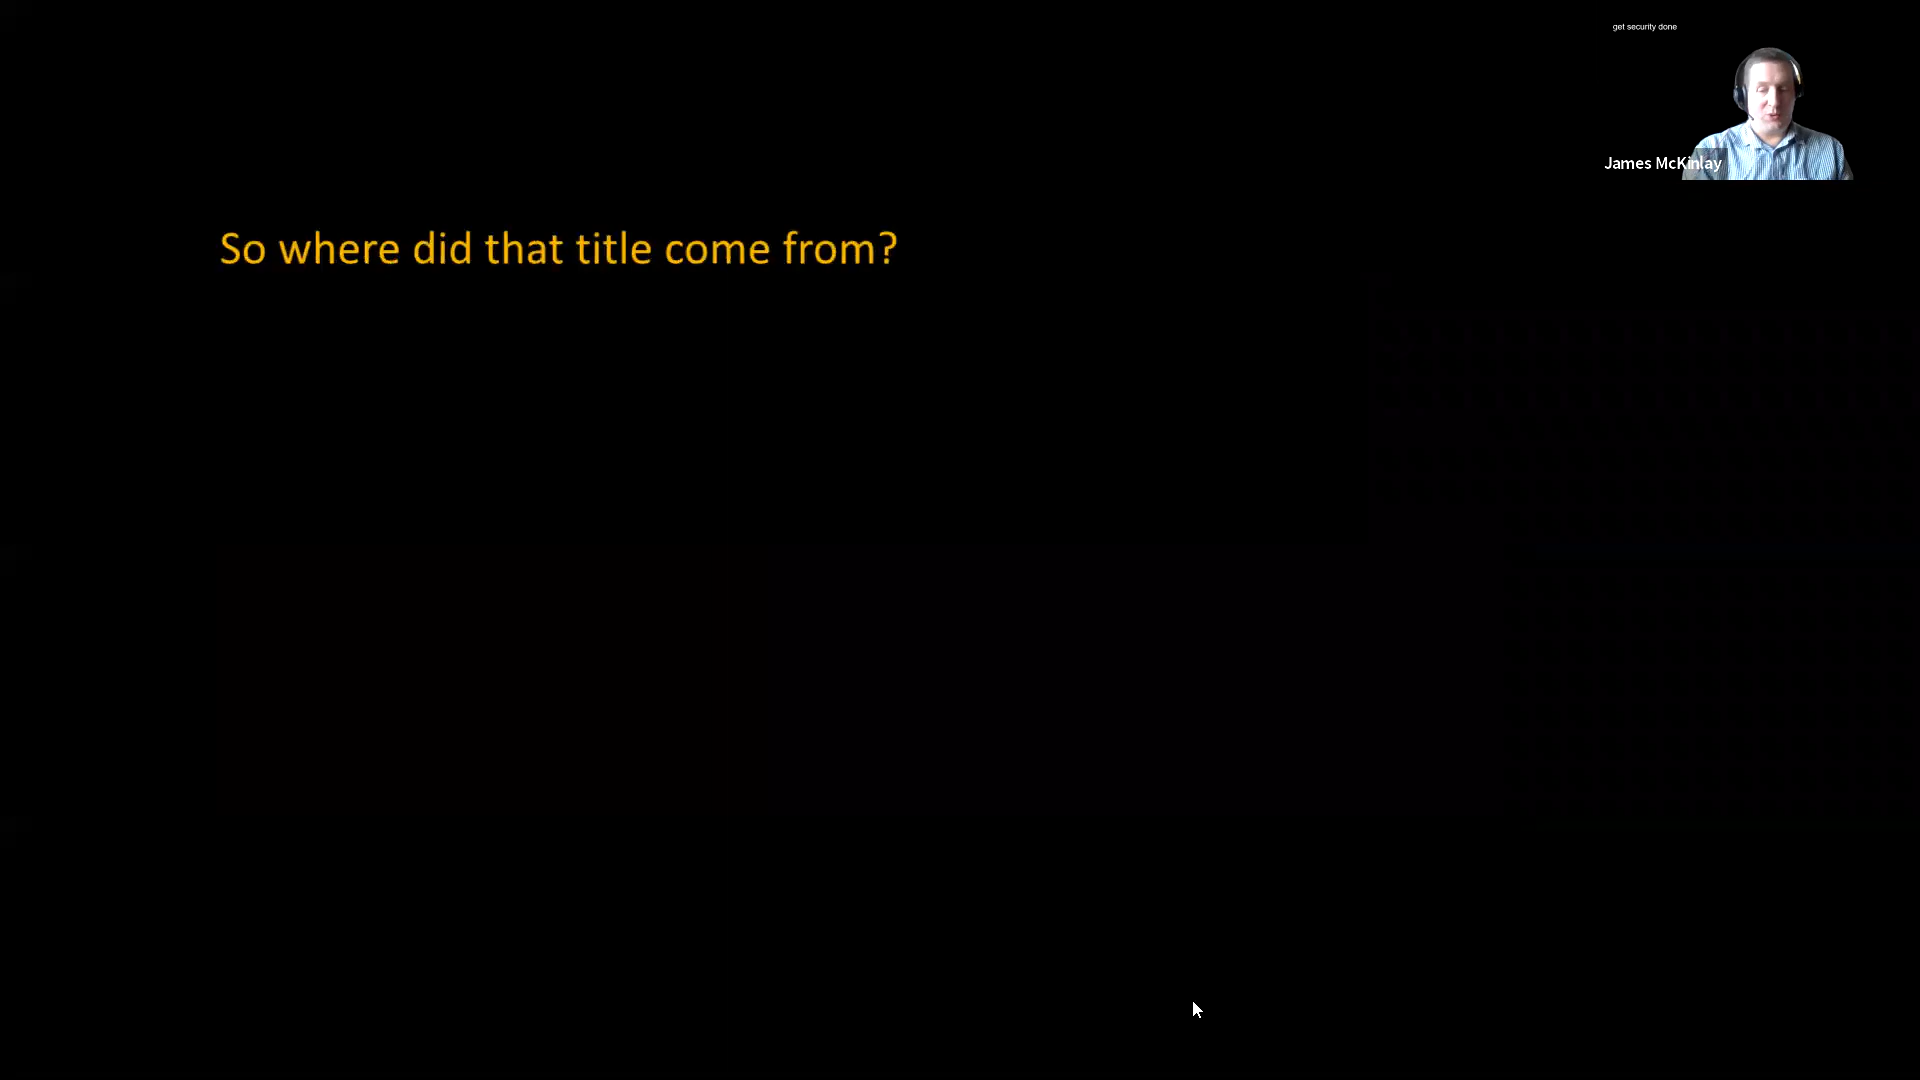 get security done
James McKinlay
So where did that title come from?